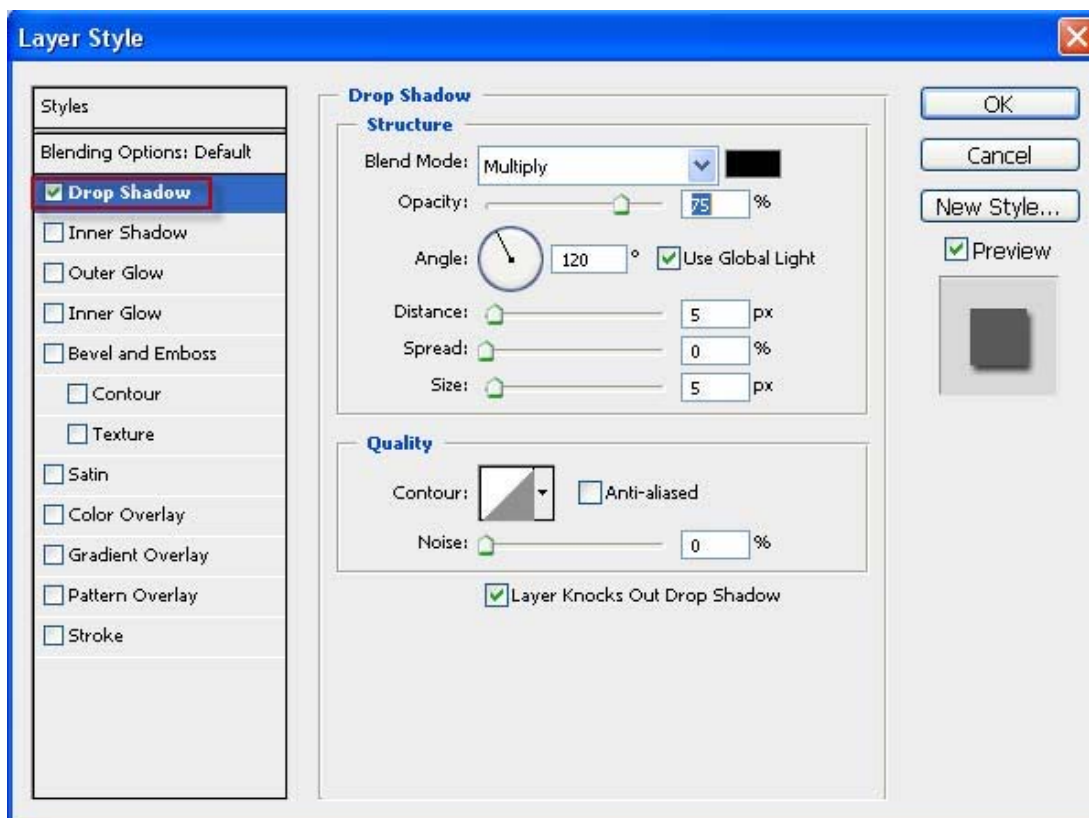 Layer Style
Styles
Blending Options: Default
Drop Shadow
Inner Shadow
Outer Glow
Inner Glow
Bevel and Emboss
Contour
Texture
Satin
Color Overlay
Gradient Overlay
Pattern Overlay
Stroke
Drop Shadow
Structure
Blend Mode: Multiply
Opacity: 75 %
Angle: 120 ° Use Global Light
Distance: 5 px
Spread: 0 %
Size: 5 px
Quality
Contour: Anti-aliased
Noise: 0 %
Layer Knocks Out Drop Shadow
OK
Cancel
New Style...
Preview